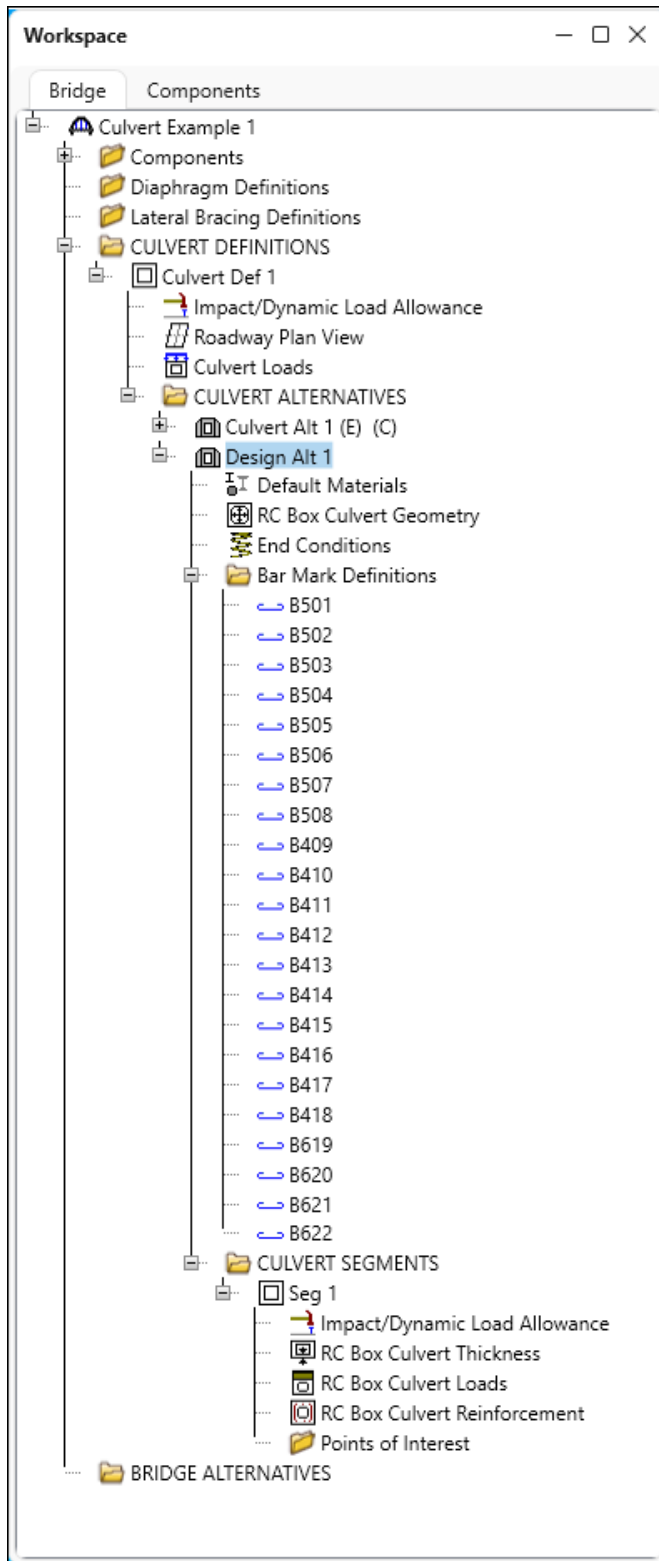 Workspace
Bridge Components
Culvert Example 1
Components
Diaphragm Definitions
Lateral Bracing Definitions
CULVERT DEFINITIONS
Culvert Def 1
Impact/Dynamic Load Allowance
Roadway Plan View
Culvert Loads
CULVERT ALTERNATIVES
Culvert Alt 1 (E) (C)
Design Alt 1
Default Materials
RC Box Culvert Geometry
End Conditions
Bar Mark Definitions
B501
B502
B503
B504
B505
B506
B507
B508
B409
B410
B411
B412
B413
B414
B415
B416
B417
B418
B619
B620
B621
B622
CULVERT SEGMENTS
Seg 1
Impact/Dynamic Load Allowance
RC Box Culvert Thickness
RC Box Culvert Loads
RC Box Culvert Reinforcement
Points of Interest
BRIDGE ALTERNATIVES